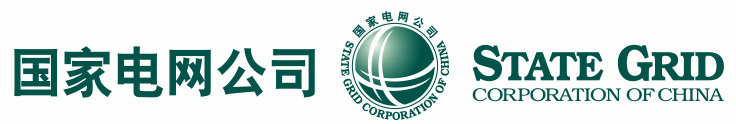 国家电网公司
国家电网公司
STATE GRID CORPORATION OF CHINA
STATE GRID
CORPORATION OF CHINA